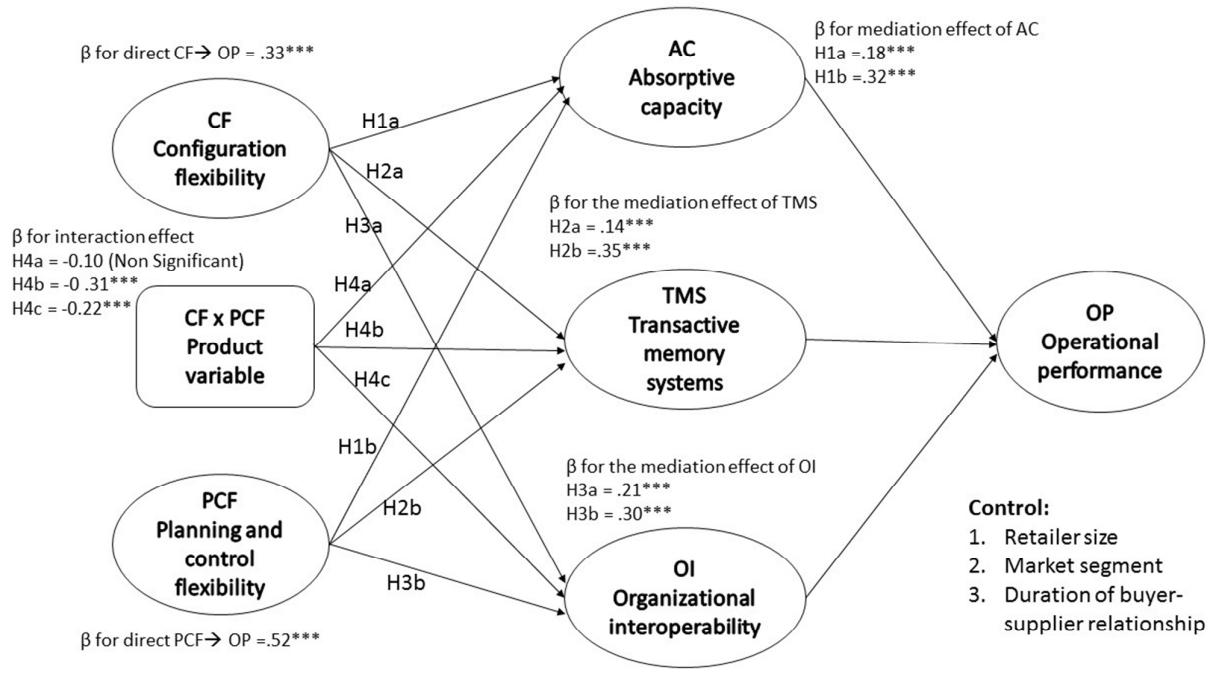 β for direct CF→ OP = .33***
CF
Configuration
flexibility
β for interaction effect
H4a = -0.10 (Non Significant)
H4b = -0 .31***
H4c = -0.22***
CF x PCF
Product
variable
PCF
Planning and
control
flexibility
β for direct PCF→ OP =.52***
H1a
H2a
H3a
H4a
H4b
H4c
H1b
H2b
H3b
AC
Absorptive
capacity
β for mediation effect of AC
H1a =.18***
H1b =.32***
β for the mediation effect of TMS
H2a = .14***
H2b =.35***
TMS
Transactive
memory
systems
β for the mediation effect of OI
H3a = .21***
H3b =.30***
OI
Organizational
interoperability
OP
Operational
performance
Control:
1. Retailer size
2. Market segment
3. Duration of buyer-
supplier relationship